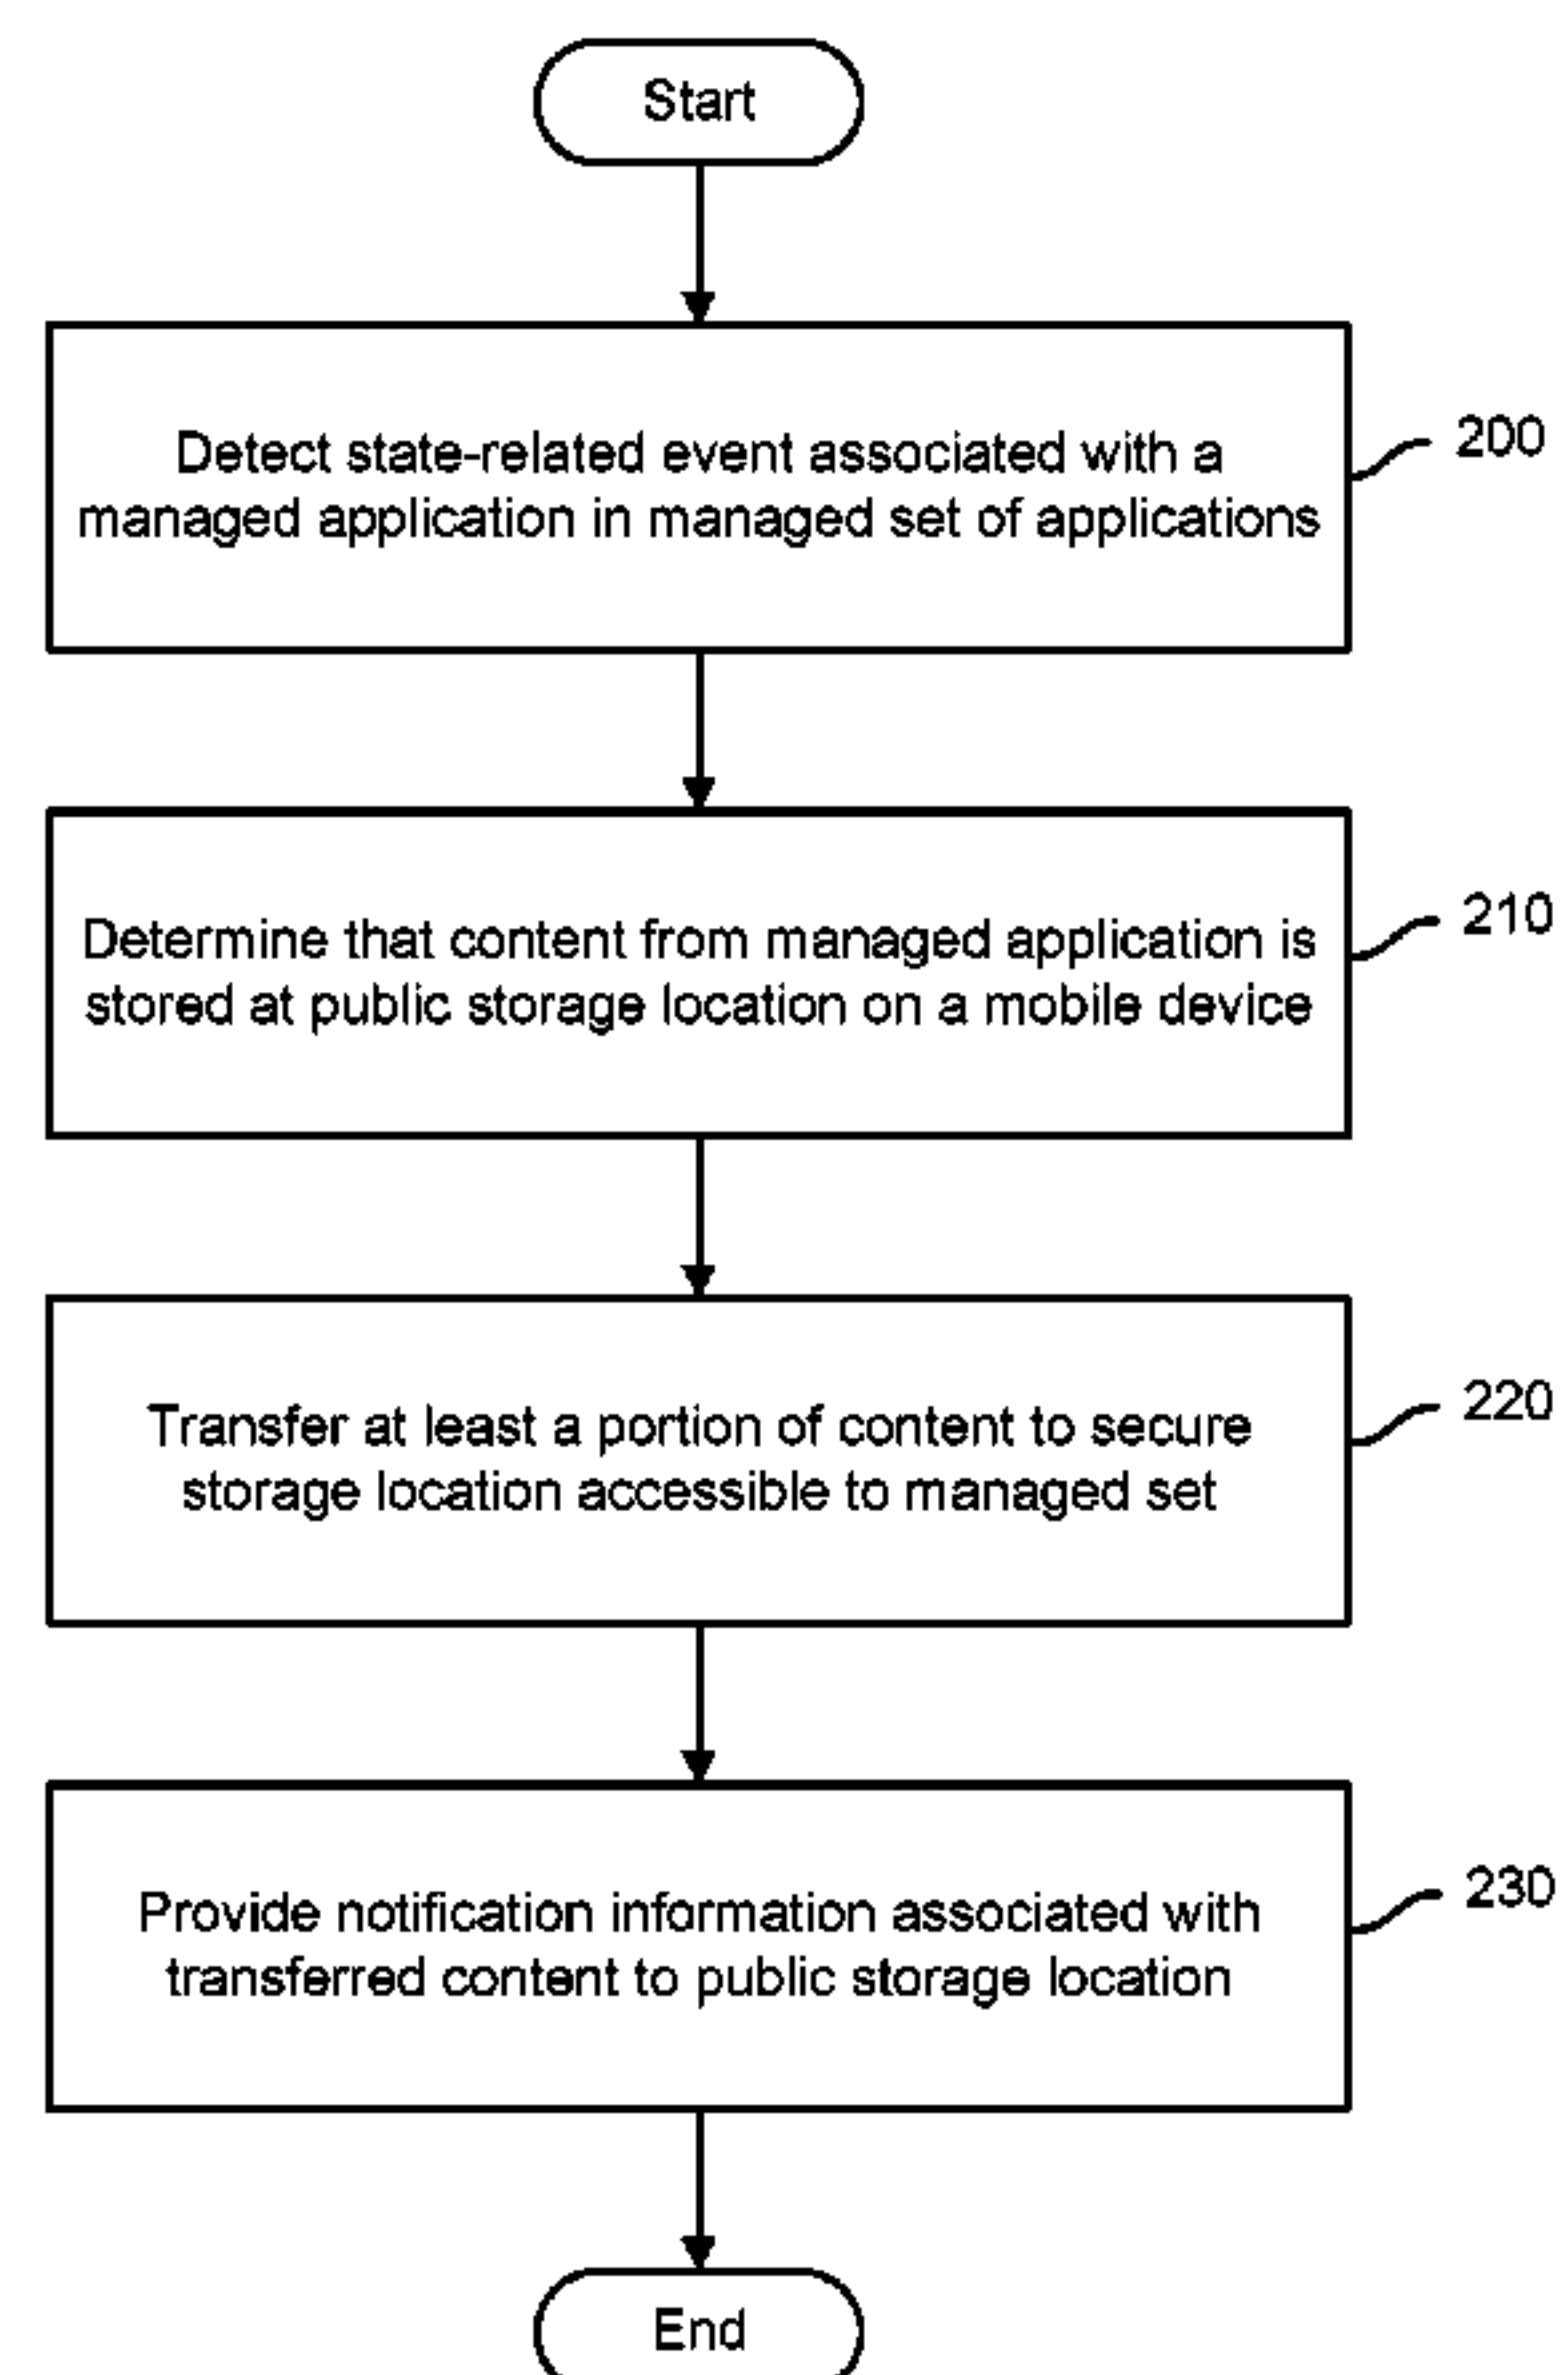 Start
Detect state-related event associated with a
managed application in managed set of applications
200
Determine that content from managed application is
stored at public storage location on a mobile device
210
Transfer at least a portion of content to secure
storage location accessible to managed set
220
Provide notification information associated with
transferred content to public storage location
230
End